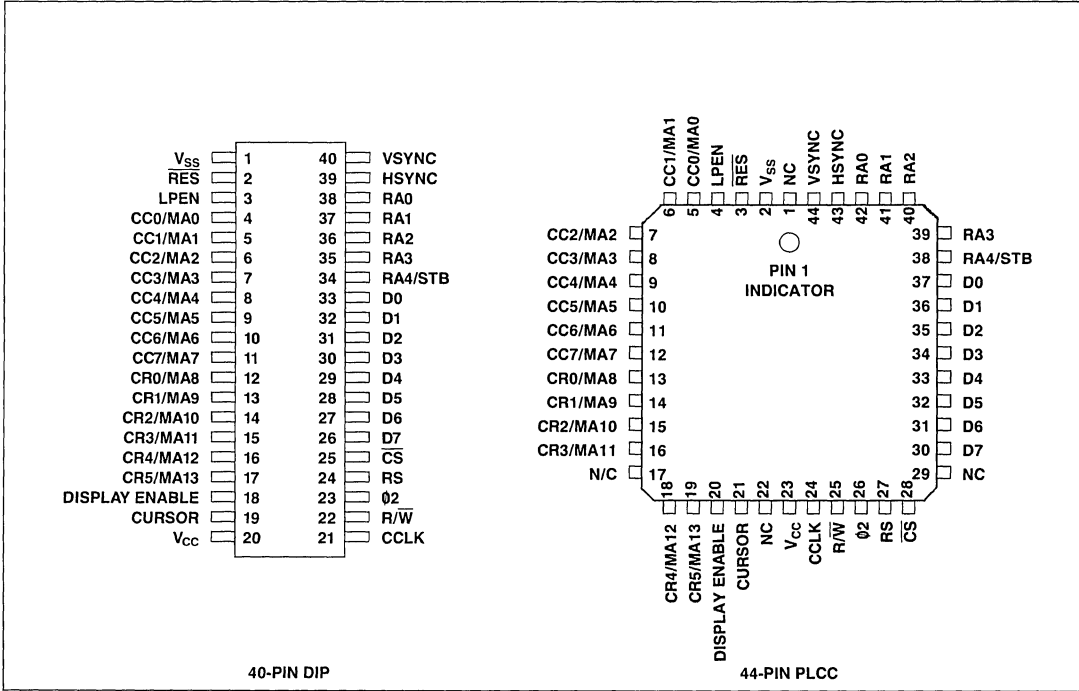 V_SS 1 40 VSYNC
R̅E̅S̅ 2 39 HSYNC
LPEN 3 38 RA0
CC0/MA0 4 37 RA1
CC1/MA1 5 36 RA2
CC2/MA2 6 35 RA3
CC3/MA3 7 34 RA4/STB
CC4/MA4 8 33 D0
CC5/MA5 9 32 D1
CC6/MA6 10 31 D2
CC7/MA7 11 30 D3
CR0/MA8 12 29 D4
CR1/MA9 13 28 D5
CR2/MA10 14 27 D6
CR3/MA11 15 26 D7
CR4/MA12 16 25 C̅S̅
CR5/MA13 17 24 RS
DISPLAY ENABLE 18 23 Φ2
CURSOR 19 22 R/W̅
V_CC 20 21 CCLK
40-PIN DIP
CC1/MA1 CC0/MA0 LPEN R̅E̅S̅ V_SS NC VSYNC HSYNC RA0 RA1 RA2
6 5 4 3 2 1 44 43 42 41 40
CC2/MA2 7 39 RA3
CC3/MA3 8 38 RA4/STB
PIN 1
INDICATOR
CC4/MA4 9 37 D0
CC5/MA5 10 36 D1
CC6/MA6 11 35 D2
CC7/MA7 12 34 D3
CR0/MA8 13 33 D4
CR1/MA9 14 32 D5
CR2/MA10 15 31 D6
CR3/MA11 16 30 D7
N/C 17 29 NC
18 19 20 21 22 23 24 25 26 27 28
CR4/MA12 CR5/MA13 DISPLAY ENABLE CURSOR NC V_CC CCLK R/W̅ Φ2 RS C̅S̅
44-PIN PLCC